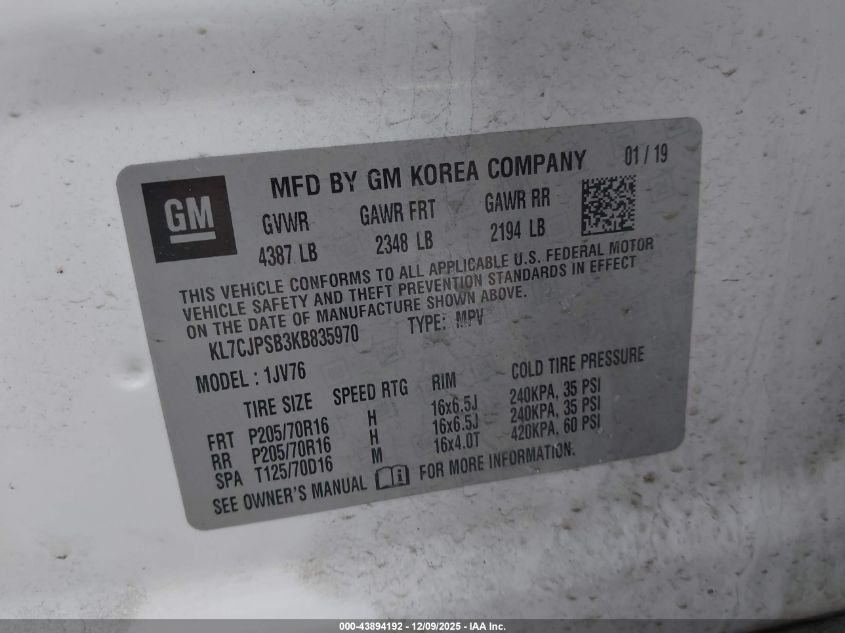 GM
MFD BY GM KOREA COMPANY 01 / 19
GVWR GAWR FRT GAWR RR
4387 LB 2348 LB 2194 LB
THIS VEHICLE CONFORMS TO ALL APPLICABLE U.S. FEDERAL MOTOR
VEHICLE SAFETY AND THEFT PREVENTION STANDARDS IN EFFECT
ON THE DATE OF MANUFACTURE SHOWN ABOVE.
KL7CJPSB3KB835970 TYPE: MPV
MODEL : 1JV76
TIRE SIZE SPEED RTG RIM COLD TIRE PRESSURE
FRT P205/70R16 H 16x6.5J 240KPA, 35 PSI
RR P205/70R16 H 16x6.5J 240KPA, 35 PSI
SPA T125/70D16 M 16x4.0T 420KPA, 60 PSI
SEE OWNER'S MANUAL i FOR MORE INFORMATION.
000-43894192 - 12/09/2025 - IAA Inc.